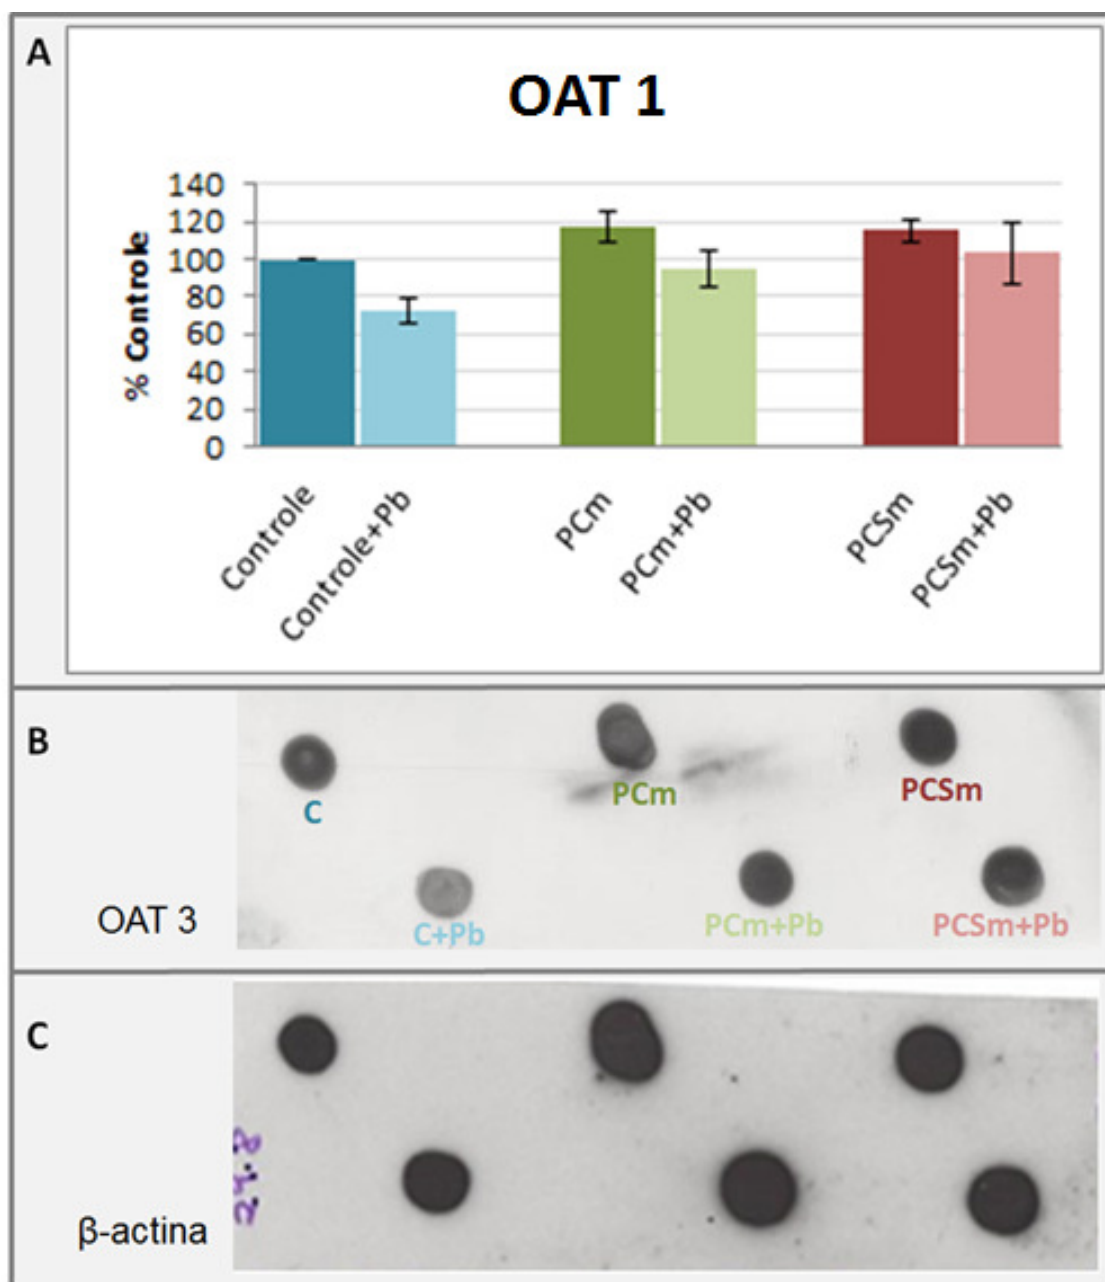 A
OAT 1
% Controle
140
120
100
80
60
40
20
0
Controle
Controle+Pb
PCm
PCm+Pb
PCSm
PCSm+Pb
B
C
PCm
PCSm
OAT 3
C+Pb
PCm+Pb
PCSm+Pb
C
β-actina